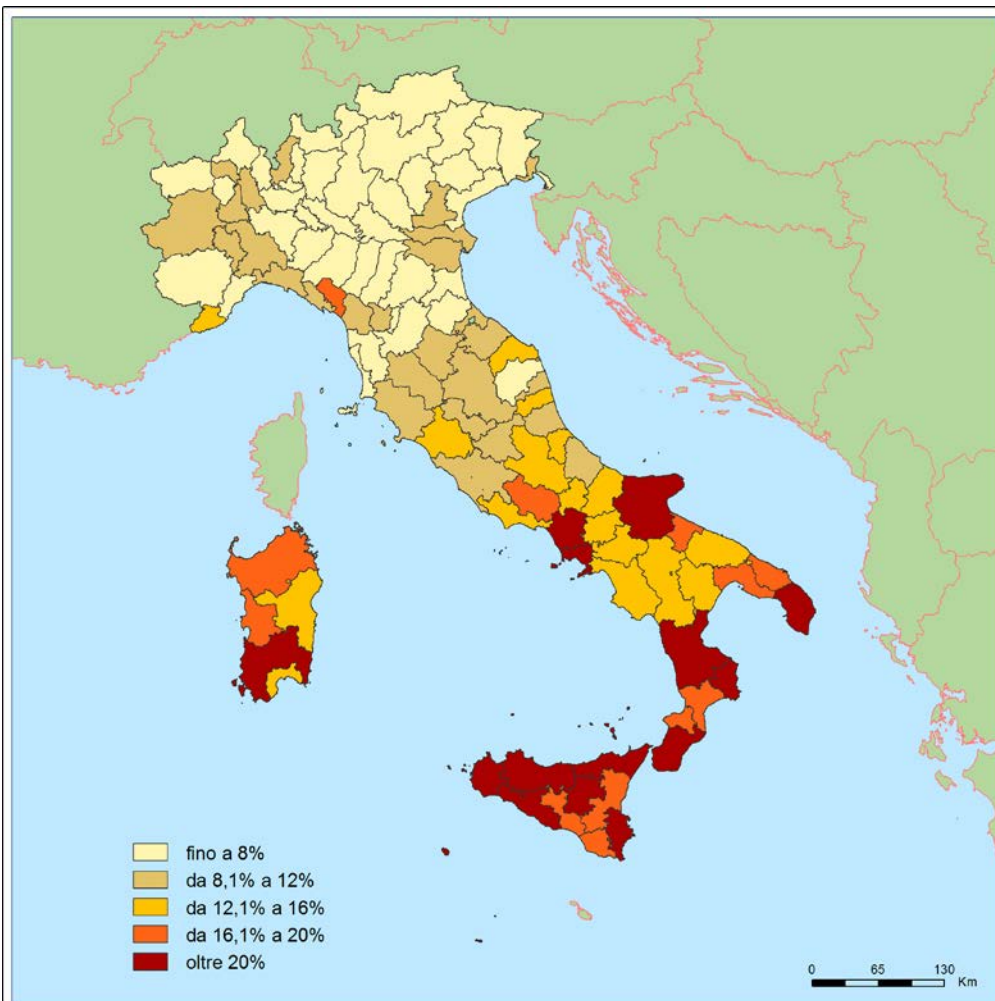 fino a 8%
da 8,1% a 12%
da 12,1% a 16%
da 16,1% a 20%
oltre 20%
0 65 130
Km